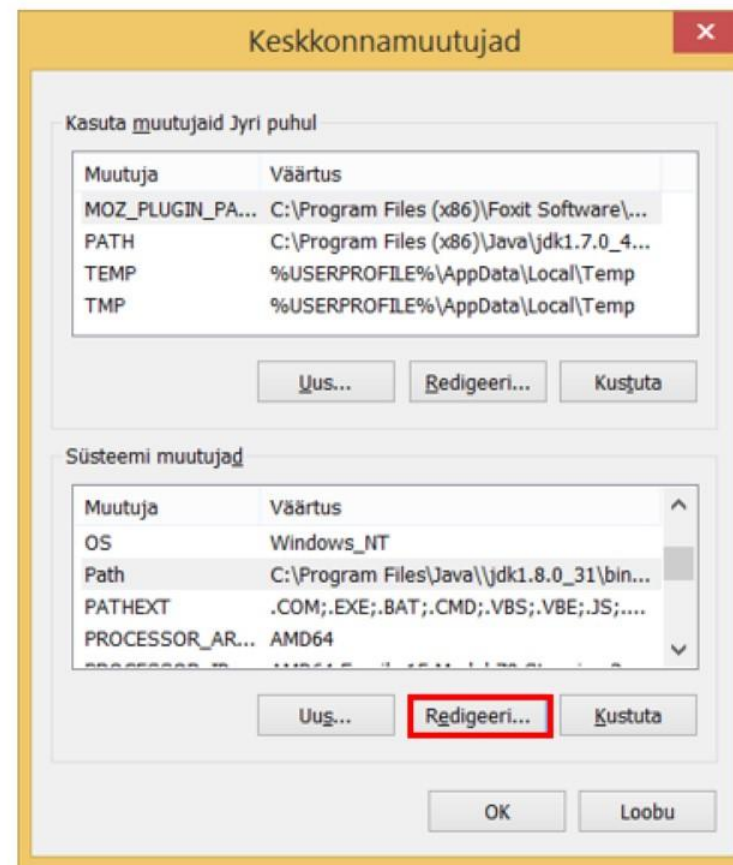 Keskkonnamuutujad
Kasuta muutujaid Jyri puhul
Muutuja Väärtus
MOZ_PLUGIN_PA... C:\Program Files (x86)\Foxit Software\...
PATH C:\Program Files (x86)\Java\jdk1.7.0_4...
TEMP %USERPROFILE%\AppData\Local\Temp
TMP %USERPROFILE%\AppData\Local\Temp
Uus... Redigeeri... Kustuta
Süsteemi muutujad
Muutuja Väärtus
OS Windows_NT
Path C:\Program Files\Java\\jdk1.8.0_31\bin...
PATHEXT .COM;.EXE;.BAT;.CMD;.VBS;.VBE;.JS;....
PROCESSOR_AR... AMD64
Uus... Redigeeri... Kustuta
OK Loobu